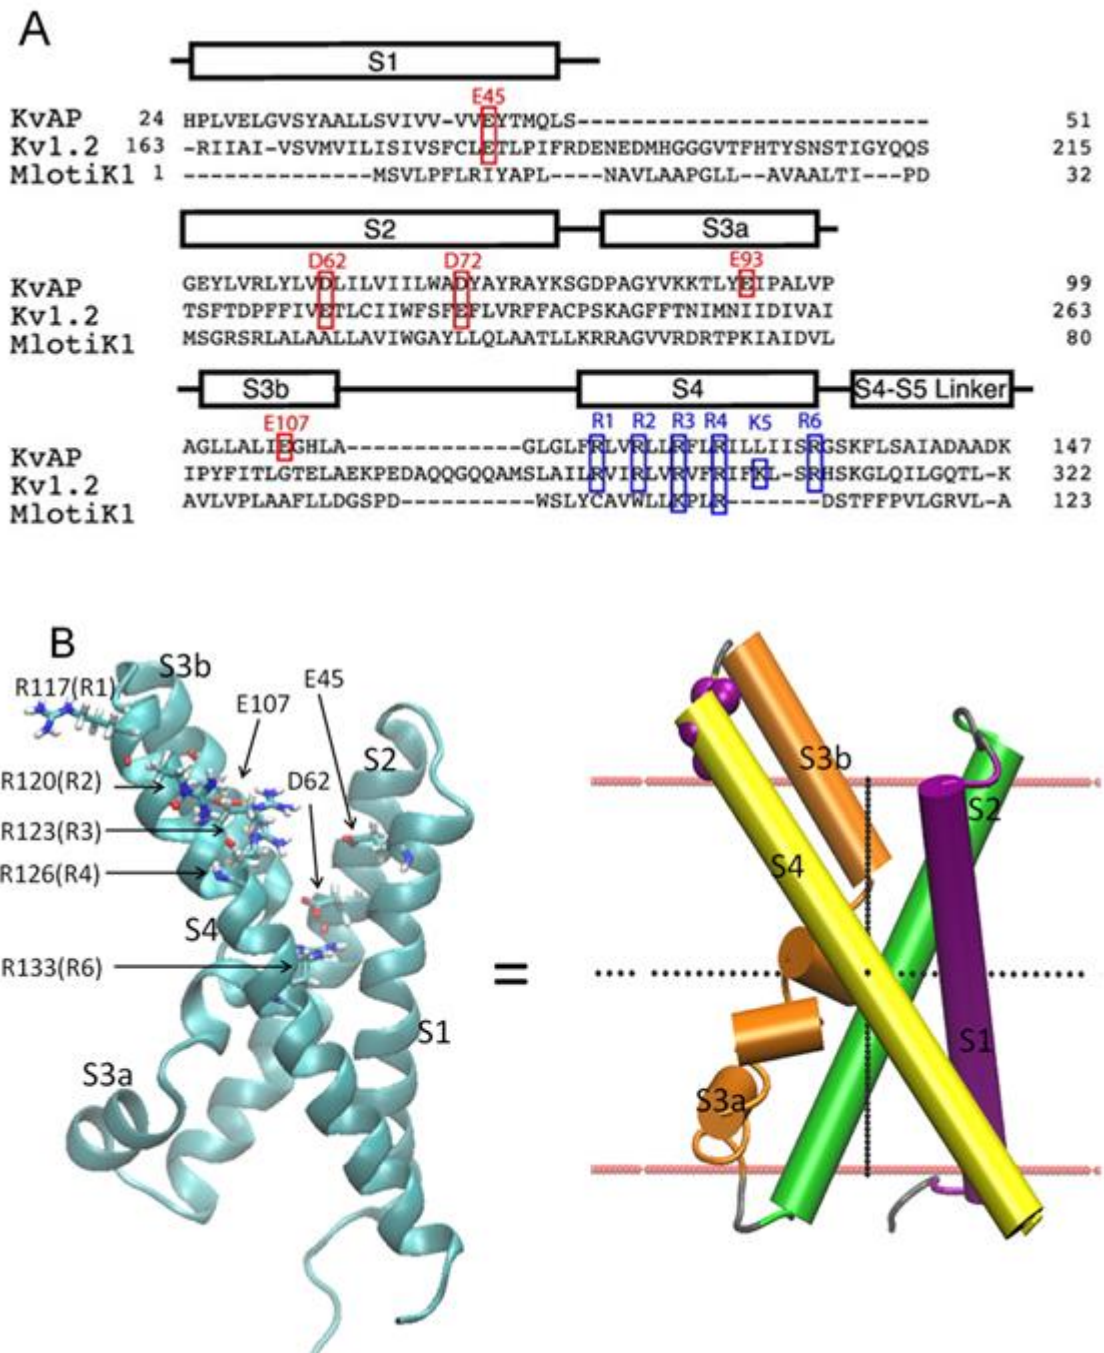 A
S1
E45
KvAP 24 HPLVELGVSYAALLSVIVV-VVEYTMQLS-------------------------- 51
Kv1.2 163 -RIIAI-VSVMVILISIVSFCLETLPIFRDENEDMHGGGVTFHTYSNSTIGYQQS 215
MlotiK1 1 --------------MSVLPFLRIYAPL----NAVLAAPGLL--AVAALTI---PD 32
S2 S3a
D62 D72 E93
KvAP GEYLVRLYLVDLILVIILWADYAYRAYKSGDPAGYVKKTLYEIPALVP 99
Kv1.2 TSFTDPFFIVETLCIIWFSFEFLVRFFACPSKAGFFTNIMNIIDIVAI 263
MlotiK1 MSGRSRLALAALLAVIWGAYLLQLAATLLKRRAGVVRDRTPKIAIDVL 80
S3b S4 S4-S5 Linker
E107 R1 R2 R3 R4 K5 R6
KvAP AGLLALIEGHLA-------------GLGLFRLVRLLRFLRILLIISRGSKFLSAIADAADK 147
Kv1.2 IPYFITLGTELAEKPEDAQQGQQAMSLAILRVIRLVRVFRIFKL-SRHSKGLQILGQTL-K 322
MlotiK1 AVLVPLAAFLLDGSPD----------WSLYCAVWLLKPLR-------DSTFFPVLGRVL-A 123
B
S3b
R117(R1)
E45
E107
S2
D62
R120(R2)
R123(R3)
R126(R4)
S4
R133(R6)
S1
S3a
=
S3b
S2
S4
S1
S3a